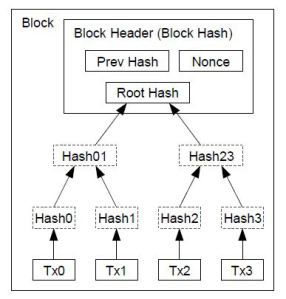 Block
Block Header (Block Hash)
Prev Hash Nonce
Root Hash
Hash01 Hash23
Hash0 Hash1 Hash2 Hash3
Tx0 Tx1 Tx2 Tx3